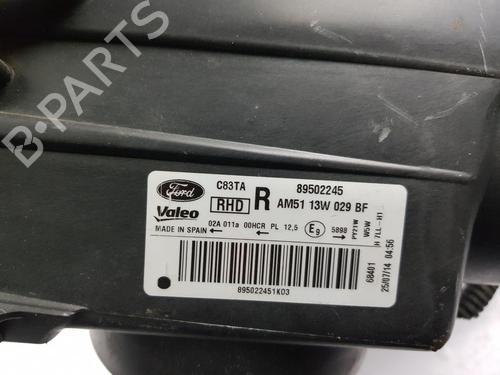 B-PARTS
Ford
C83TA
R
89502245
Valeo
RHD
AM51 13W 029 BF
MADE IN SPAIN
02A 011a 00HCR PL 12,5
E9
5898
PY21W
W5W
H 7LL-H1
895022451K03
68401
25/07/14 04:56